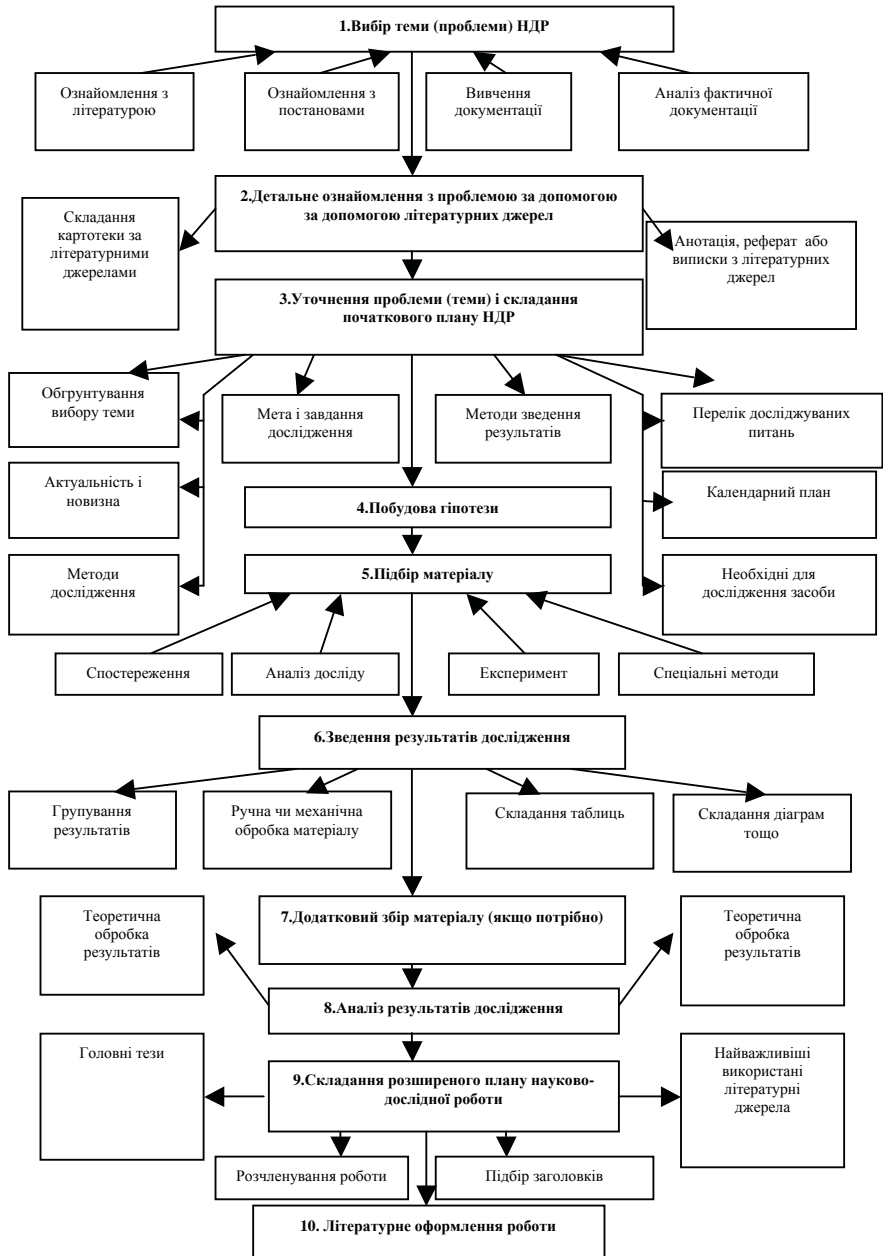 1.Вибір теми (проблеми) НДР
Ознайомлення з
літературою
Ознайомлення з
постановами
Вивчення
документації
Аналіз фактичної
документації
2.Детальне ознайомлення з проблемою за допомогою
за допомогою літературних джерел
Складання
картотеки за
літературними
джерелами
Анотація, реферат або
виписки з літературних
джерел
3.Уточнення проблеми (теми) і складання
початкового плану НДР
Обгрунтування
вибору теми
Мета і завдання
дослідження
Методи зведення
результатів
Перелік досліджуваних
питань
Актуальність і
новизна
Календарний план
4.Побудова гіпотези
Методи
дослідження
5.Підбір матеріалу
Необхідні для
дослідження засоби
Спостереження
Аналіз досліду
Експеримент
Спеціальні методи
6.Зведення результатів дослідження
Групування
результатів
Ручна чи механічна
обробка матеріалу
Складання таблиць
Складання діаграм
тощо
7.Додатковий збір матеріалу (якщо потрібно)
Теоретична
обробка
результатів
Теоретична
обробка
результатів
8.Аналіз результатів дослідження
Головні тези
9.Складання розширеного плану науково-
дослідної роботи
Найважливіші
використані
літературні
джерела
Розчленування роботи
Підбір заголовків
10. Літературне оформлення роботи